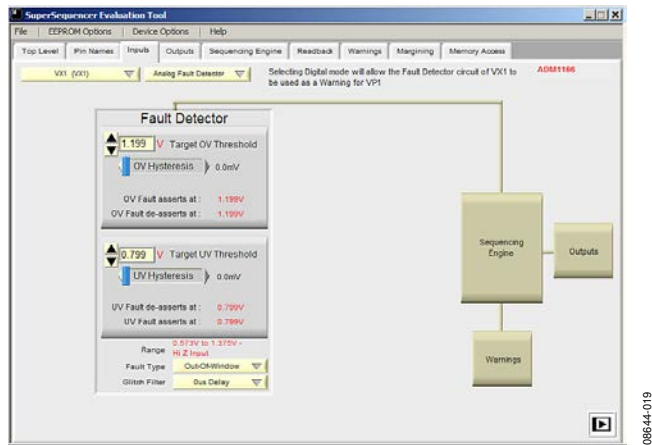 SuperSequencer Evaluation Tool
File | EEPROM Options | Device Options | Help
Top Level Pin Names Inputs Outputs Sequencing Engine Readback Warnings Margining Memory Access
VX1 (VX1) Analog Fault Detector Selecting Digital mode will allow the Fault Detector circuit of VX1 to ADM1166
be used as a Warning for VP1
Fault Detector
1.199 V Target OV Threshold
OV Hysteresis 0.0mV
OV Fault asserts at : 1.199V
OV Fault de-asserts at : 1.199V
0.799 V Target UV Threshold
UV Hysteresis 0.0mV
UV Fault de-asserts at : 0.799V
UV Fault asserts at : 0.799V
Range 0.573V to 1.375V -
Hi Z Input
Fault Type Out-Of-Window
Glitch Filter 0us Delay
Sequencing
Engine
Outputs
Warnings
08644-019